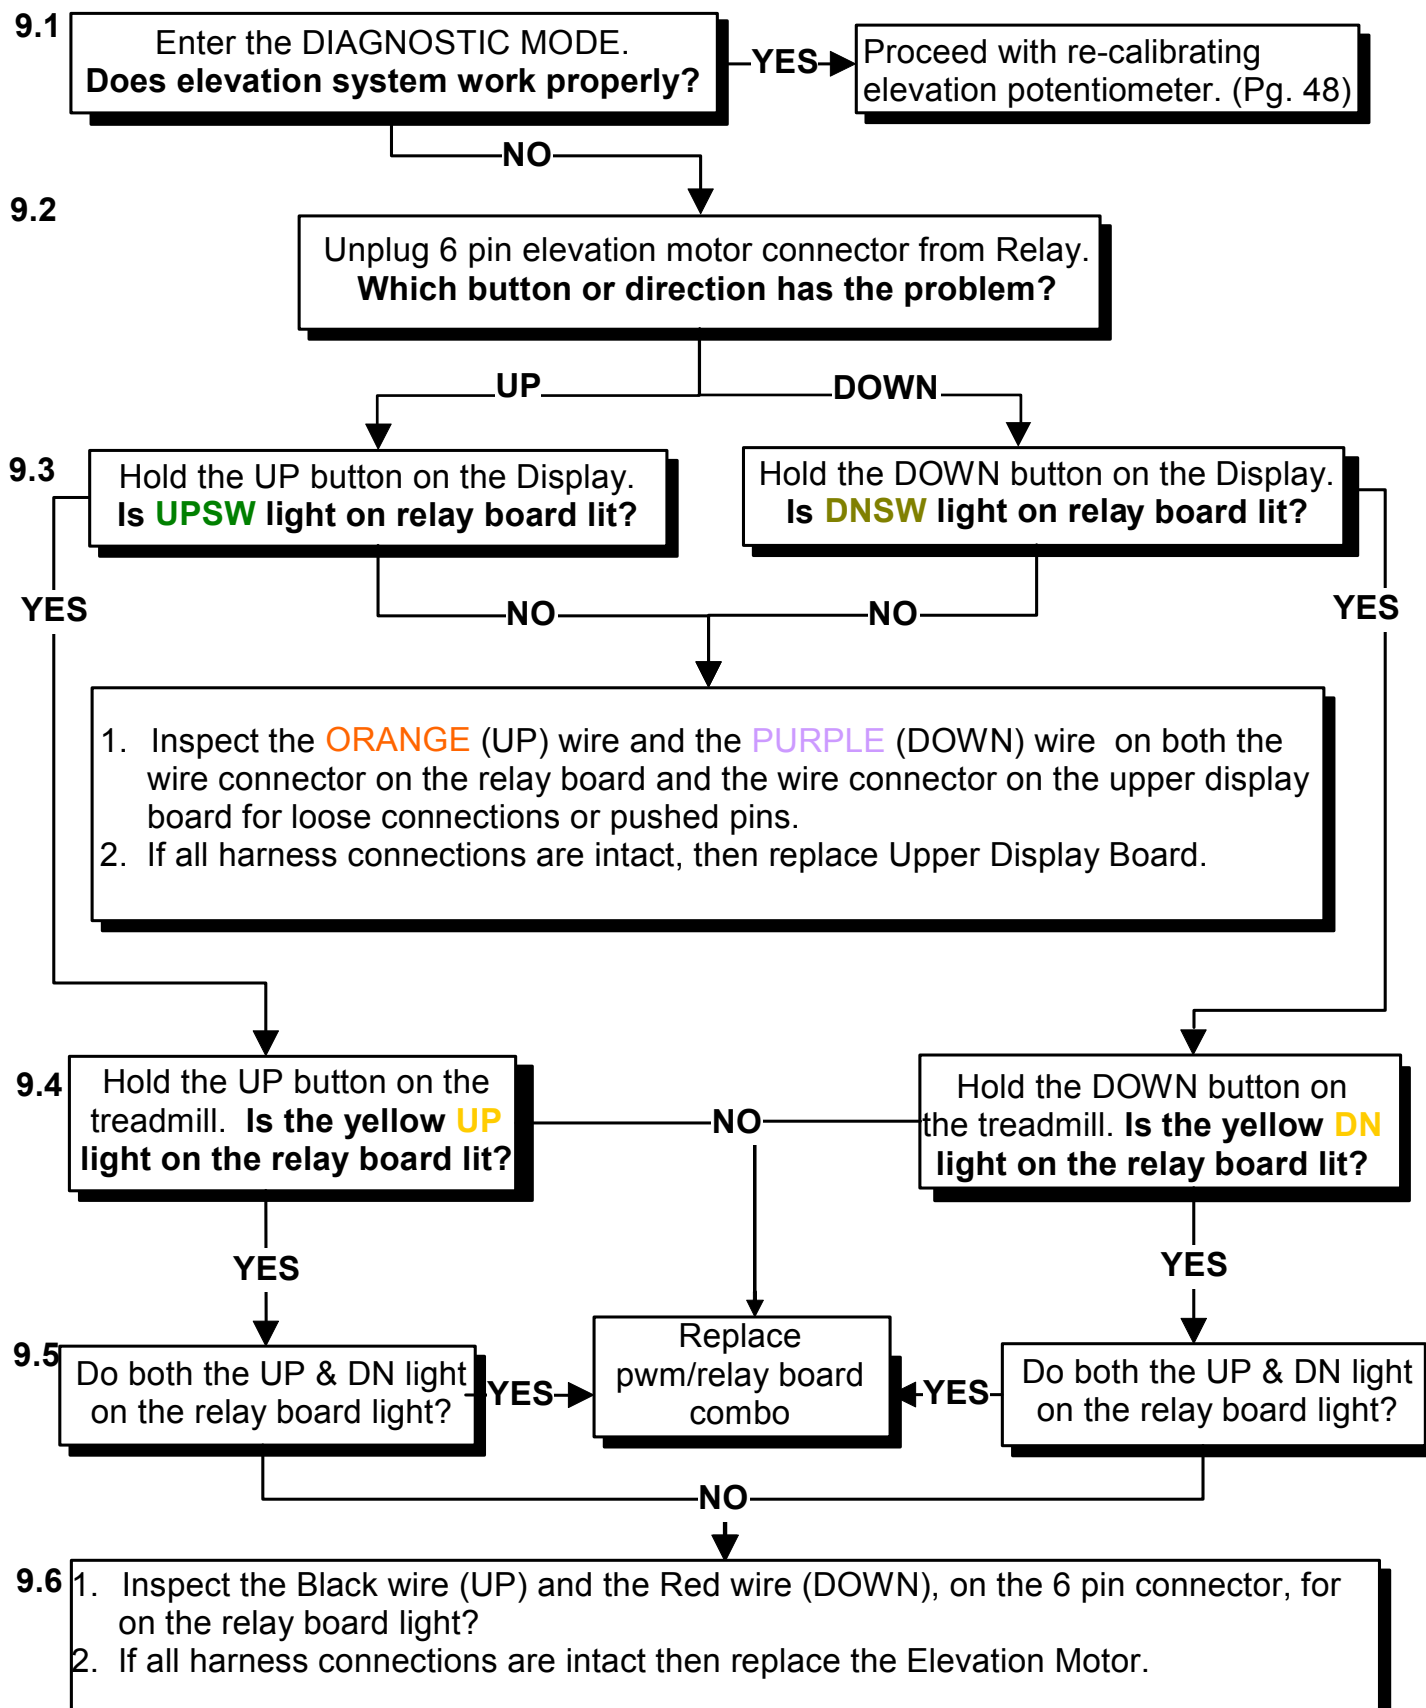 9.1
Enter the DIAGNOSTIC MODE.
Does elevation system work properly?
YES
Proceed with re-calibrating
elevation potentiometer. (Pg. 48)
NO
9.2
Unplug 6 pin elevation motor connector from Relay.
Which button or direction has the problem?
UP
DOWN
9.3
Hold the UP button on the Display.
Is UPSW light on relay board lit?
Hold the DOWN button on the Display.
Is DNSW light on relay board lit?
YES
NO
NO
YES
1. Inspect the ORANGE (UP) wire and the PURPLE (DOWN) wire on both the
wire connector on the relay board and the wire connector on the upper display
board for loose connections or pushed pins.
2. If all harness connections are intact, then replace Upper Display Board.
9.4
Hold the UP button on the
treadmill. Is the yellow UP
light on the relay board lit?
NO
Hold the DOWN button on
the treadmill. Is the yellow DN
light on the relay board lit?
YES
YES
9.5
Do both the UP & DN light
on the relay board light?
YES
Replace
pwm/relay board
combo
YES
Do both the UP & DN light
on the relay board light?
NO
9.6
1. Inspect the Black wire (UP) and the Red wire (DOWN), on the 6 pin connector, for
on the relay board light?
2. If all harness connections are intact then replace the Elevation Motor.